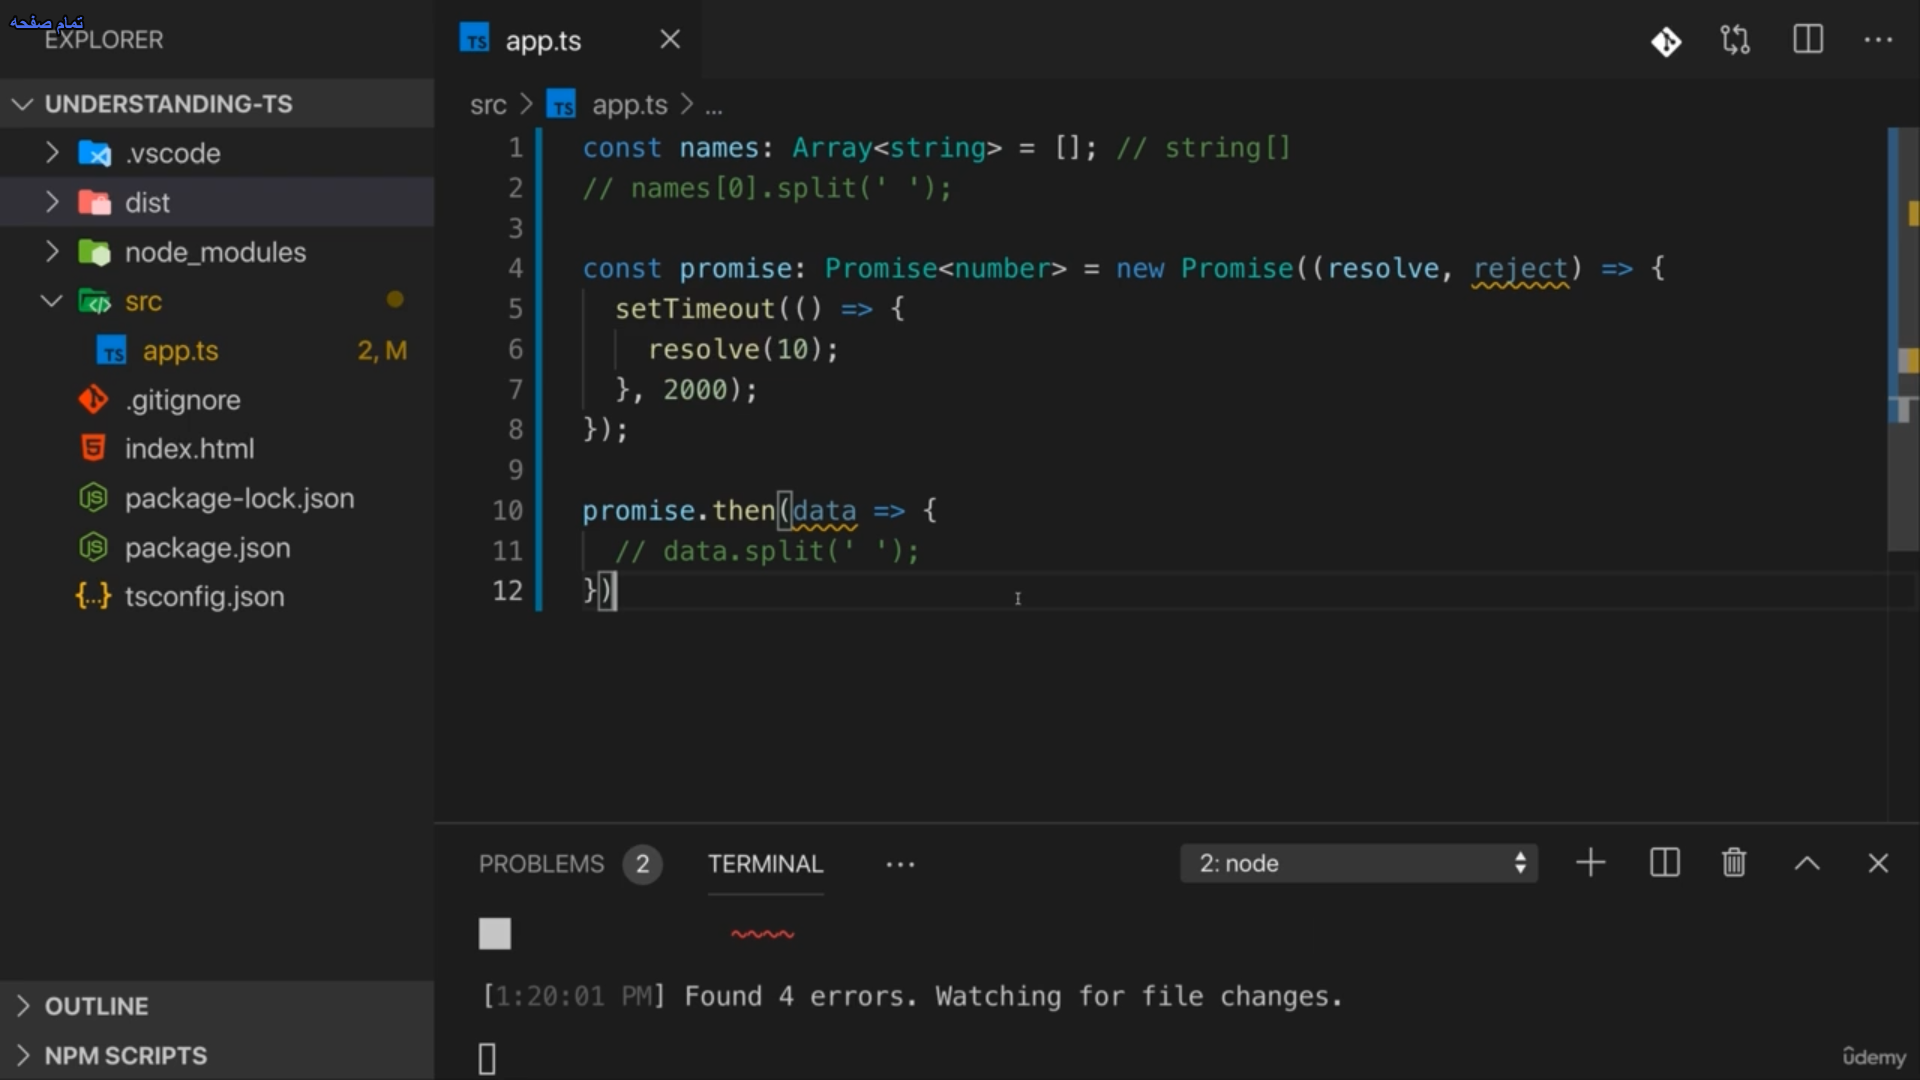 تمام صفحه
EXPLORER
UNDERSTANDING-TS
.vscode
dist
node_modules
src
app.ts 2, M
.gitignore
index.html
package-lock.json
package.json
tsconfig.json
OUTLINE
NPM SCRIPTS
TS app.ts
src > TS app.ts > ...
1 const names: Array<string> = []; // string[]
2 // names[0].split(' ');
3
4 const promise: Promise<number> = new Promise((resolve, reject) => {
5 setTimeout(() => {
6 resolve(10);
7 }, 2000);
8 });
9
10 promise.then(data => {
11 // data.split(' ');
12 })
PROBLEMS 2 TERMINAL ... 2: node
[1:20:01 PM] Found 4 errors. Watching for file changes.
ûdemy